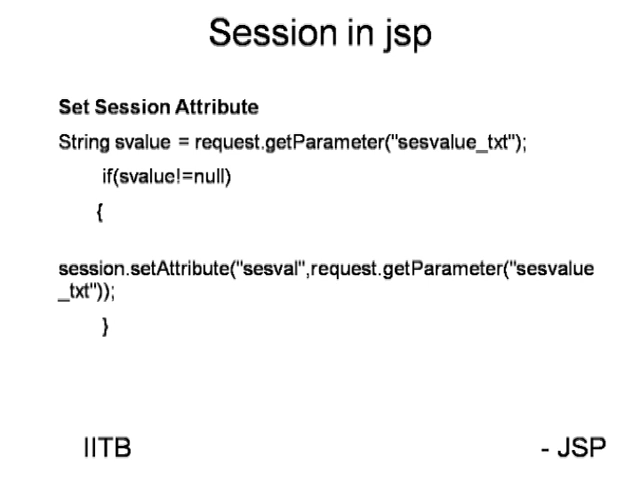 Session in jsp
Set Session Attribute
String svalue = request.getParameter("sesvalue_txt");
if(svalue!=null)
{
session.setAttribute("sesval",request.getParameter("sesvalue
_txt"));
}
IITB
- JSP